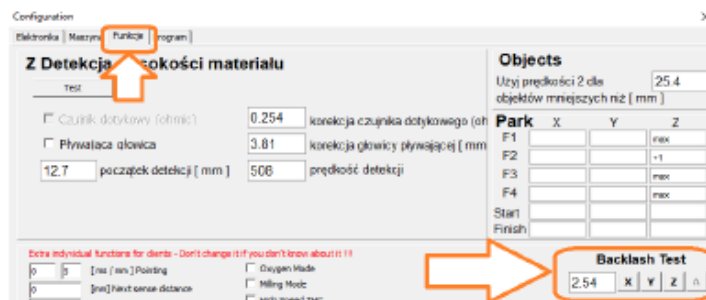 Configuration
Elektronika | Maszyna | Funkcje | Program |
Z Detekcja wysokości materiału
Test
Czujnik dotykowy (ohmic)
0.254
korekcja czujnika dotykowego (oh
Pływająca głowica
3.81
korekcja głowicy pływającej [ mm
12.7
początek detekcji [ mm ]
508
prędkość detekcji
Objects
Użyj prędkości 2 dla
objektów mniejszych niż [ mm ]
25.4
Park X Y Z
F1 max
F2 +1
F3 max
F4 max
Start
Finish
Extra individual functions for clients - Don't change it if you don't know about it !!!
[ms / mm ] Pointing
0
[mm] Next sense distance
Oxygen Mode
Milling Mode
Backlash Test
2.54 X Y Z